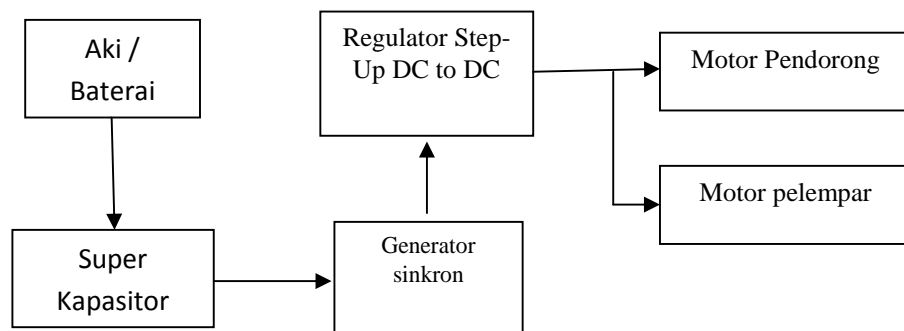 Aki /
Baterai
Regulator Step-
Up DC to DC
Motor Pendorong
Motor pelempar
Super
Kapasitor
Generator
sinkron